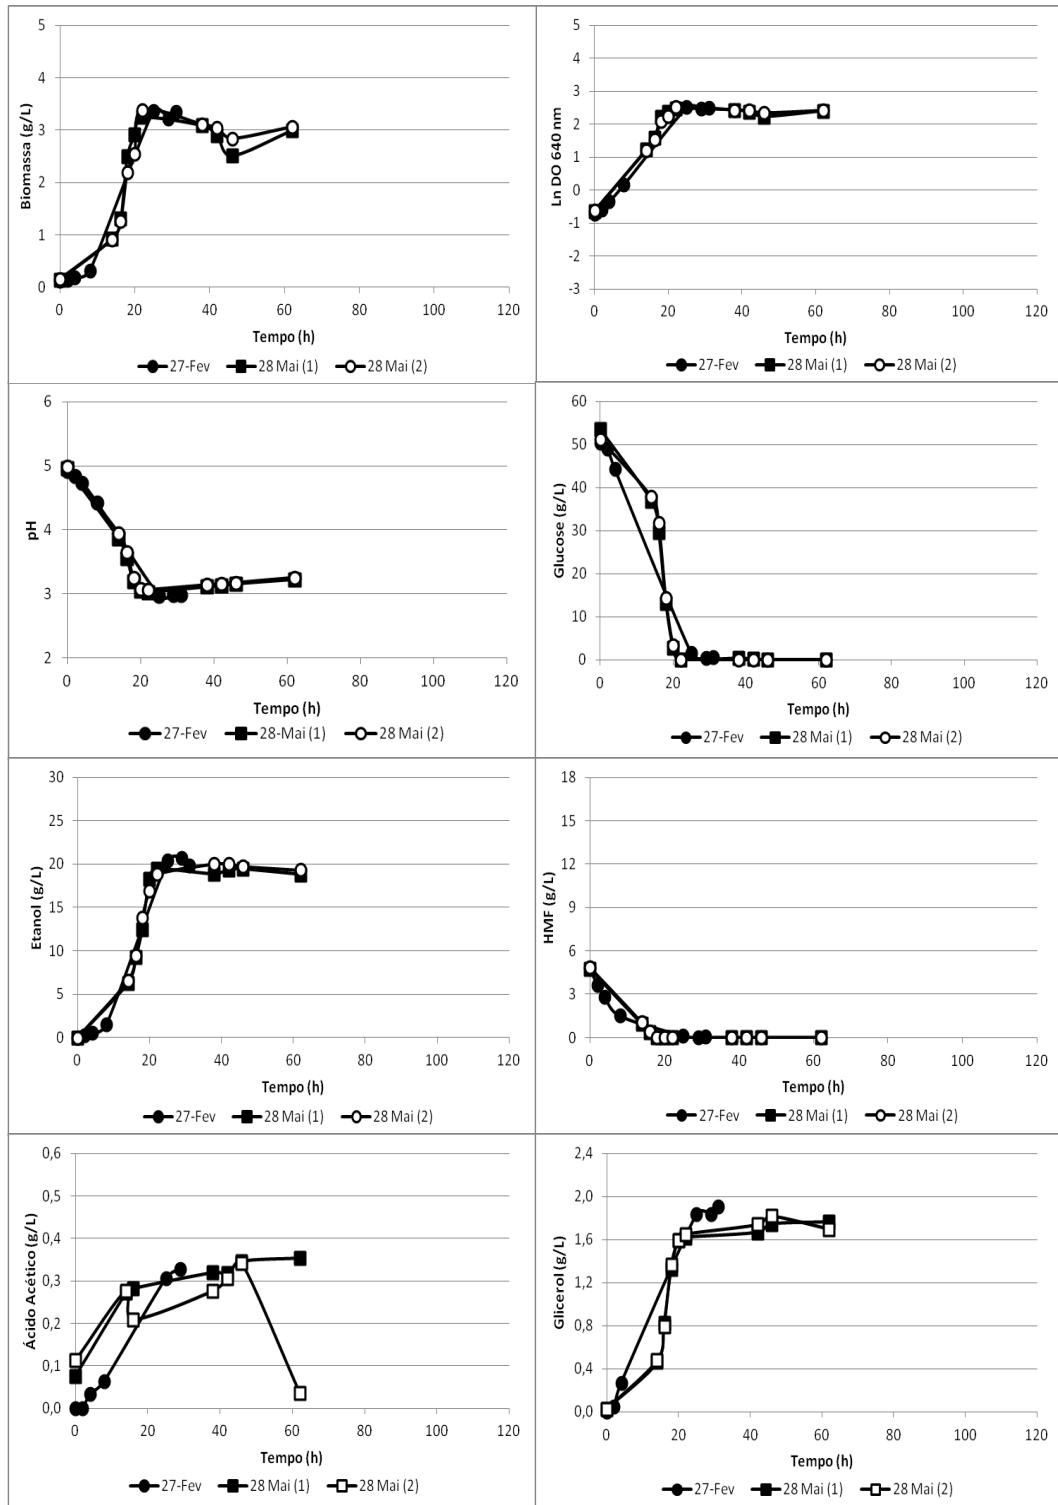 5
4
3
2
1
0
0 20 40 60 80 100 120
Biomassa (g/L)
Tempo (h)
27-Fev 28 Mai (1) 28 Mai (2)
5
4
3
2
1
0
-1
-2
-3
0 20 40 60 80 100 120
Ln DO 640 nm
Tempo (h)
27-Fev 28 Mai (1) 28 Mai (2)
6
5
4
3
2
0 20 40 60 80 100 120
pH
Tempo (h)
27-Fev 28-Mai (1) 28 Mai (2)
60
50
40
30
20
10
0
0 20 40 60 80 100 120
Glucose (g/L)
Tempo (h)
27-Fev 28 Mai (1) 28 Mai (2)
30
25
20
15
10
5
0
0 20 40 60 80 100 120
Etanol (g/L)
Tempo (h)
27-Fev 28 Mai (1) 28 Mai (2)
18
15
12
9
6
3
0
0 20 40 60 80 100 120
HMF (g/L)
Tempo (h)
27-Fev 28 Mai (1) 28 Mai (2)
0,6
0,5
0,4
0,3
0,2
0,1
0,0
0 20 40 60 80 100 120
Ácido Acético (g/L)
Tempo (h)
27-Fev 28 Mai (1) 28 Mai (2)
2,4
2,0
1,6
1,2
0,8
0,4
0,0
0 20 40 60 80 100 120
Glicerol (g/L)
Tempo (h)
27-Fev 28 Mai (1) 28 Mai (2)